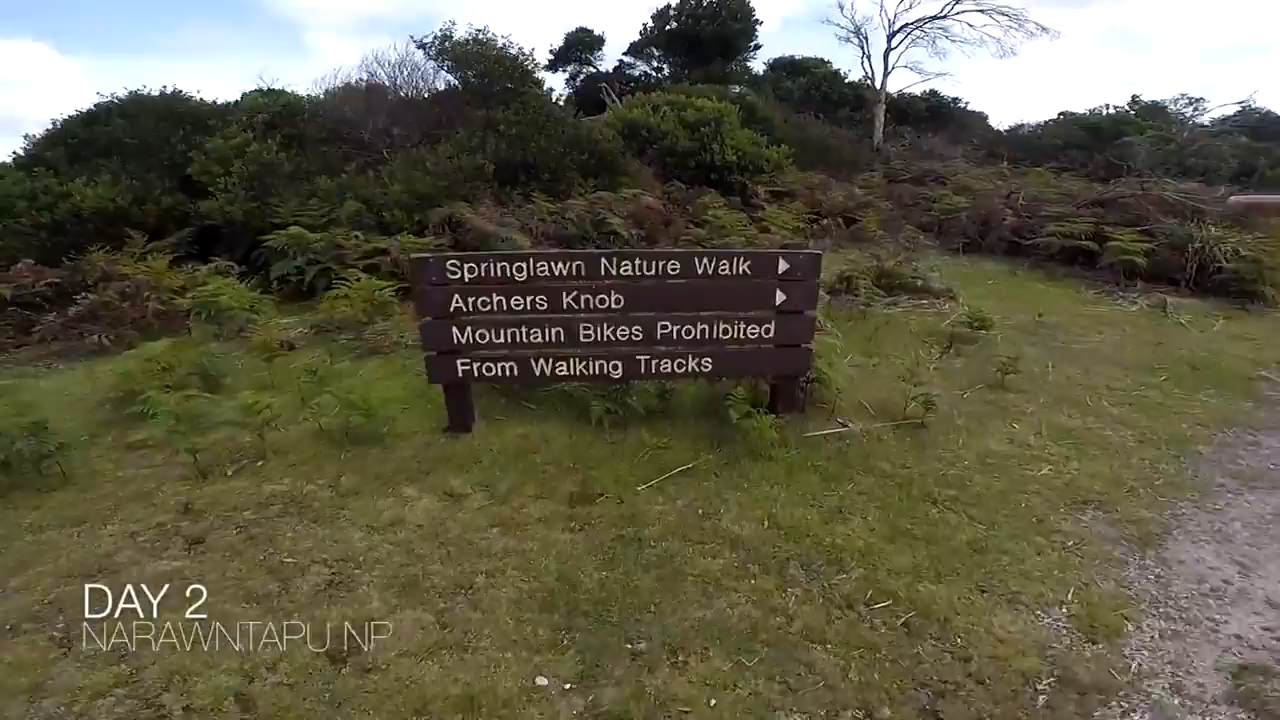 Springlawn Nature Walk
Archers Knob
Mountain Bikes Prohibited
From Walking Tracks
DAY 2
NARAWNTAPU NP